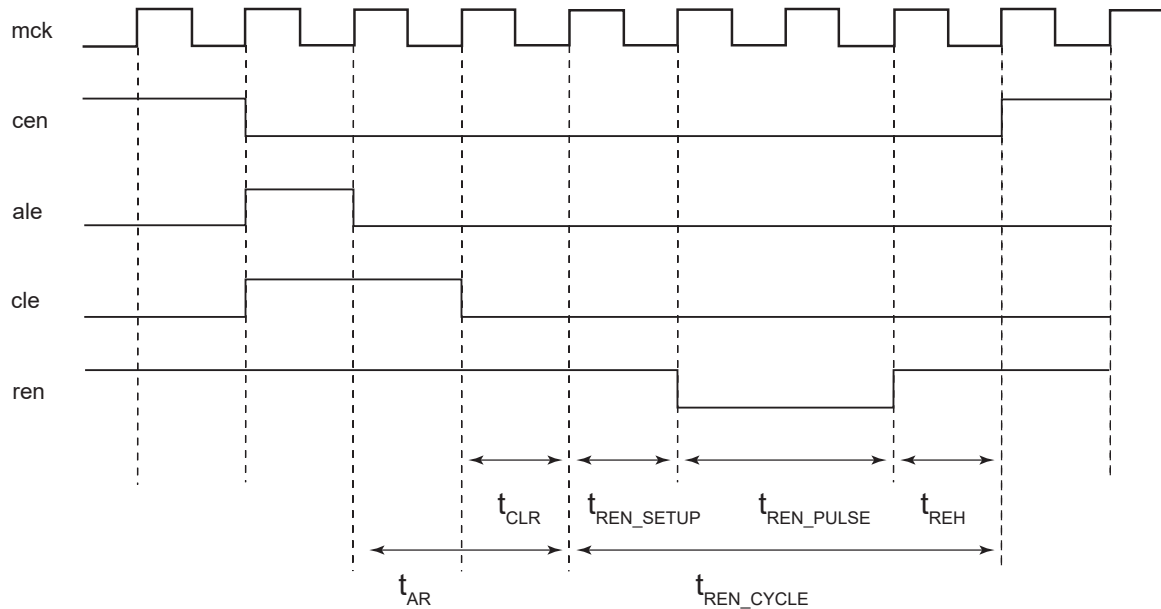 mck
cen
ale
cle
ren
tCLR tREN_SETUP tREN_PULSE tREH
tAR tREN_CYCLE